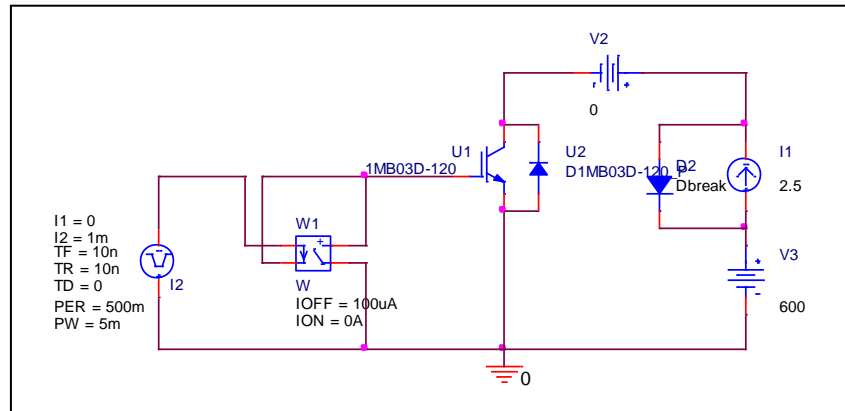 V2
0
U1
1MB03D-120
U2
D1MB03D-120_P
D2
Dbreak
I1
2.5
V3
600
I1 = 0
I2 = 1m
TF = 10n
TR = 10n
TD = 0
PER = 500m
PW = 5m
I2
W1
W
IOFF = 100uA
ION = 0A
0